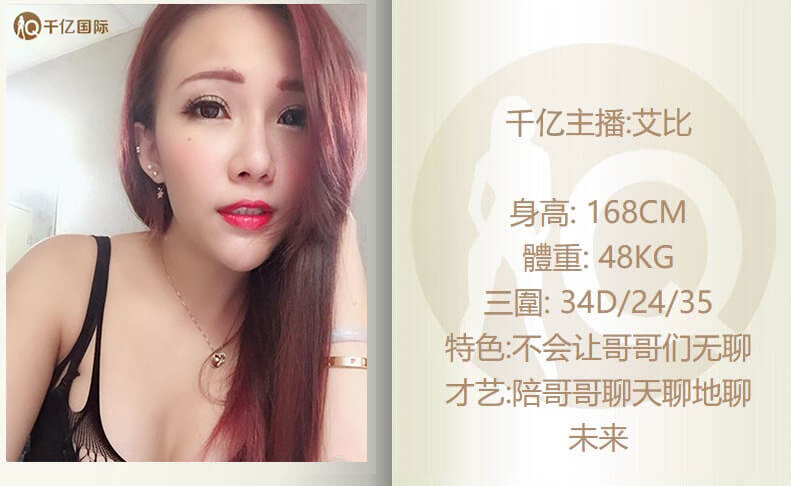 千亿国际
千亿主播:艾比
身高: 168CM
體重: 48KG
三圍: 34D/24/35
特色:不会让哥哥们无聊
才艺:陪哥哥聊天聊地聊
未来